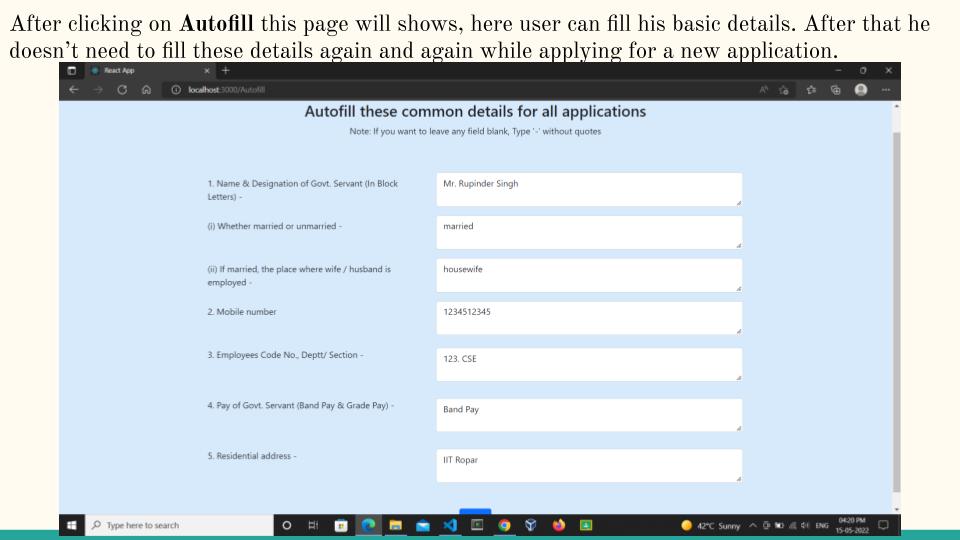 After clicking on Autofill this page will shows, here user can fill his basic details. After that he
doesn't need to fill these details again and again while applying for a new application.
React App
localhost:3000/Autofill
Autofill these common details for all applications
Note: If you want to leave any field blank, Type '-' without quotes
1. Name & Designation of Govt. Servant (In Block
Letters) -
Mr. Rupinder Singh
(i) Whether married or unmarried -
married
(ii) If married, the place where wife / husband is
employed -
housewife
2. Mobile number
1234512345
3. Employees Code No., Deptt/ Section -
123. CSE
4. Pay of Govt. Servant (Band Pay & Grade Pay) -
Band Pay
5. Residential address -
IIT Ropar
Type here to search
42°C Sunny
ENG
04:20 PM
15-05-2022